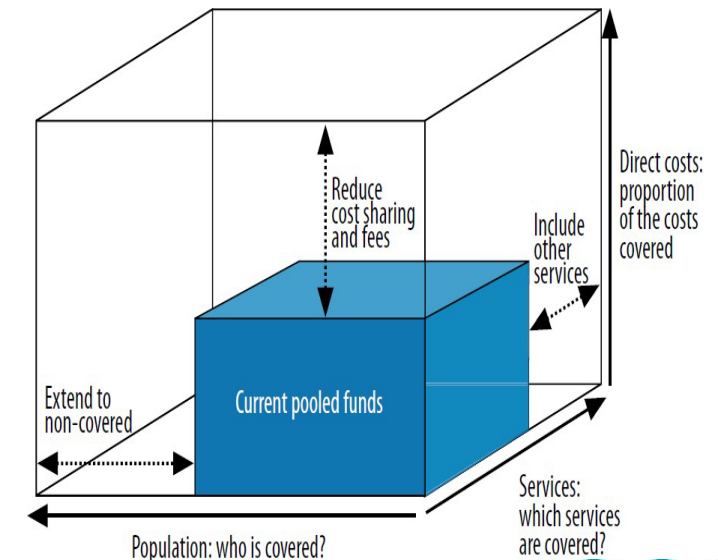 Direct costs:
proportion
of the costs
covered
Reduce
cost sharing
and fees
Include
other
services
Extend to
non-covered
Current pooled funds
Services:
which services
are covered?
Population: who is covered?